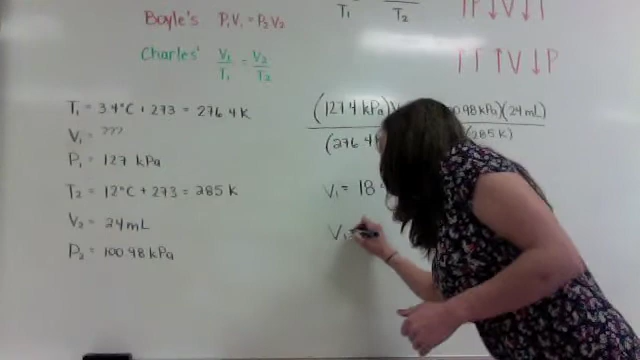 T₁ T₂
Boyle's P₁V₁ = P₂V₂
Charles' V₁/T₁ = V₂/T₂
↑P↓V↓T
↑T↑V↓P
T₁ = 3.4°C + 273 = 276.4 K
V₁ = ???
P₁ = 127 kPa
T₂ = 12°C + 273 = 285 K
V₂ = 24 mL
P₂ = 100.98 kPa
(127.4 kPa)V 00.98 kPa)(24 mL)
(276.4 K (285 K)
V₁ = 18
V₁ =